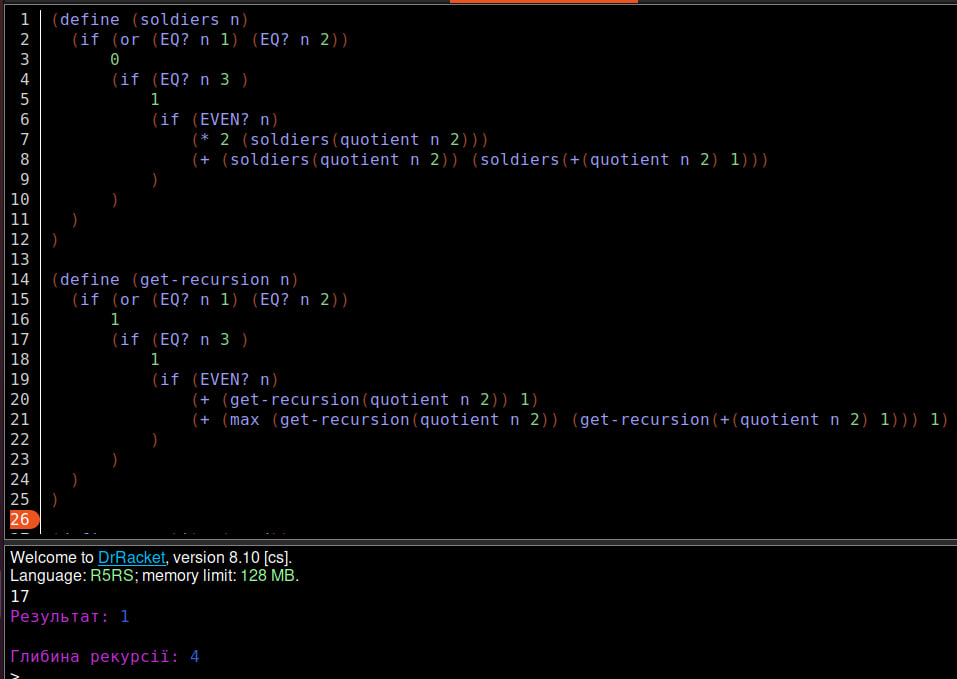 1 (define (soldiers n)
2   (if (or (EQ? n 1) (EQ? n 2))
3       0
4       (if (EQ? n 3 )
5           1
6           (if (EVEN? n)
7               (* 2 (soldiers(quotient n 2)))
8               (+ (soldiers(quotient n 2)) (soldiers(+(quotient n 2) 1)))
9           )
10       )
11   )
12 )
13
14 (define (get-recursion n)
15   (if (or (EQ? n 1) (EQ? n 2))
16       1
17       (if (EQ? n 3 )
18           1
19           (if (EVEN? n)
20               (+ (get-recursion(quotient n 2)) 1)
21               (+ (max (get-recursion(quotient n 2)) (get-recursion(+(quotient n 2) 1))) 1)
22           )
23       )
24   )
25 )
26
Welcome to DrRacket, version 8.10 [cs].
Language: R5RS; memory limit: 128 MB.
17
Результат: 1
Глибина рекурсії: 4
>